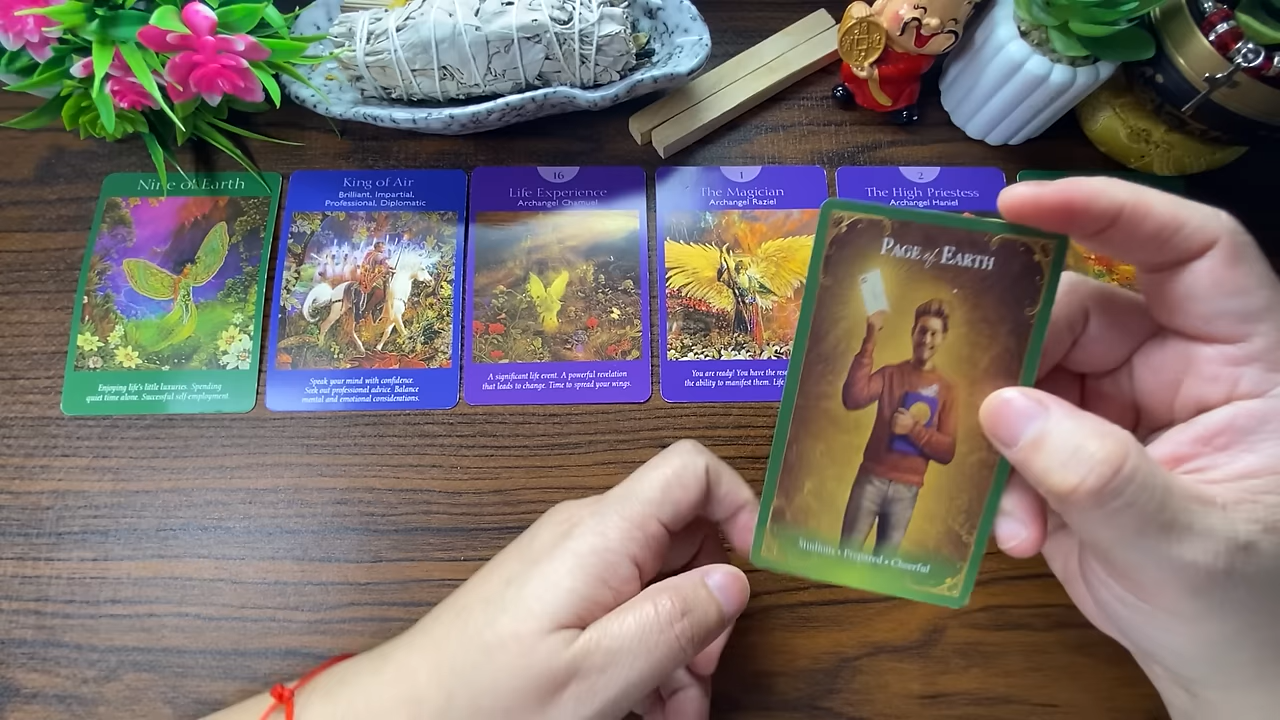 Nine of Earth
Enjoying life's little luxuries. Spending
quiet time alone. Successful self-employment.
King of Air
Brilliant, Impartial,
Professional, Diplomatic
Speak your mind with confidence.
Seek out professional advice. Balance
mental and emotional considerations.
16
Life Experience
Archangel Chamuel
A significant life event. A powerful revelation
that leads to change. Time to spread your wings.
1
The Magician
Archangel Raziel
You are ready! You have the
the ability to manifest them.
2
The High Priestess
Archangel Haniel
PAGE of EARTH
Studious • Prepared • Cheerful